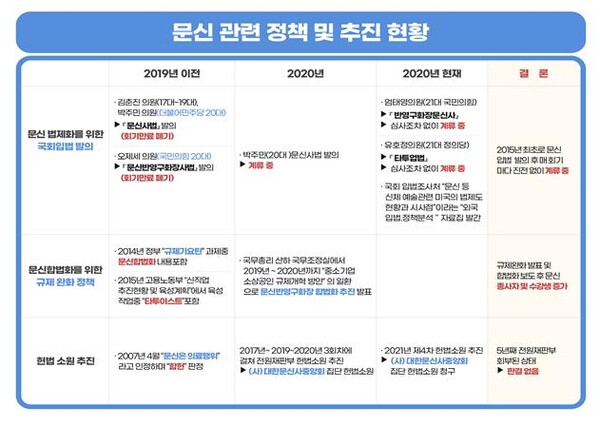 문신 관련 정책 및 추진 현황
2019년 이전
2020년
2020년 현재
결 론
문신 법제화를 위한
국회입법 발의
· 김춘진 의원(17대~19대),
박주민 의원(더불어민주당 20대)
▶ 「문신사법」 발의
(회기만료 폐기)
· 오제세 의원(국민의힘 20대)
▶ 「문신반영구화장사법」 발의
(회기만료 폐기)
· 박주민(20대)문신사법 발의
▶ 계류 중
· 엄태영의원(21대 국민의힘)
▶ 「반영구화장문신사」
▶ 심사조차 없이 계류 중
· 유호정의원(21대 정의당)
▶ 「타투업법」
▶ 심사조차 없이 계류 중
· 국회 입법조사처 "문신 등
신체 예술관련 미국의 법제도
현황과 시사점"이라는 "외국
입법,정책분석 " 자료집 발간
2015년 최초로 문신
입법 발의 후 매 회기
마다 진전 없이 계류 중
문신합법화를 위한
규제 완화 정책
· 2014년 정부 "규제기요틴" 과제중
문신합법화 내용포함
· 2015년 고용노동부 "신직업
추진현황 및 육성계획"에서 육성
직업중 "타투이스트"포함
· 국무총리 산하 국무조정실에서
2019년 ~ 2020년까지 "중소기업
소상공인 규제개혁 방안" 의 일환
으로 문신반영구화장 합법화 추진 발표
규제완화 발표 및
합법화 보도 후 문신
종사자 및 수강생 증가
헌법 소원 추진
· 2007년 4월 "문신은 의료행위"
라고 인정하며 "합헌" 판정
2017년~ 2019-2020년 3회차에
걸쳐 전원재판부 헌법소원 추진
▶ (사) 대한문신사중앙회 집단 헌법소원
· 2021년 제4차 헌법소원 추진
▶ (사) 대한문신사중앙회
집단 헌법소원 청구
5년째 전원재판부
회부된 상태
▶ 판결 없음